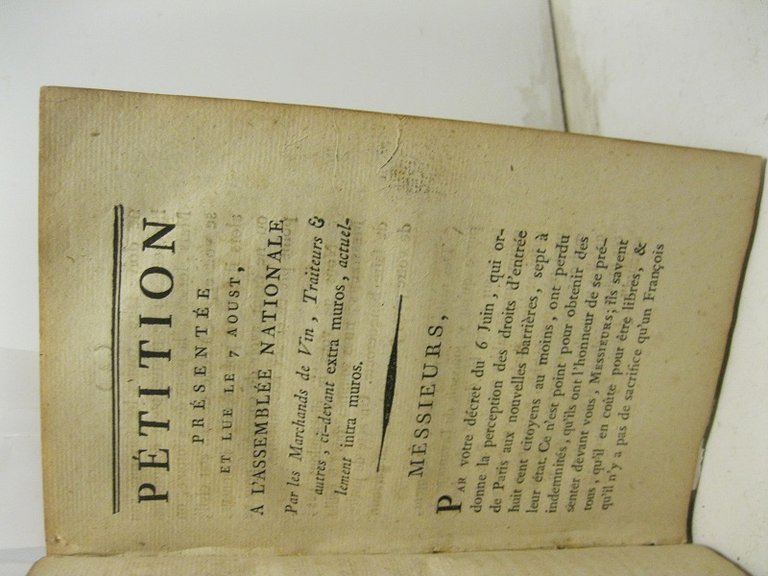 PÉTITION
PRÉSENTÉE
ET LUE LE 7 AOUST,
A L'ASSEMBLÉE NATIONALE
Par les Marchands de Vin, Traiteurs &
autres, ci-devant extra muros, actuel-
lement intra muros.
MESSIEURS,
PAR votre décret du 6 Juin, qui or-
donne la perception des droits d'entrée
de Paris aux nouvelles barrières, sept à
huit cent citoyens au moins, ont perdu
leur état. Ce n'est point pour obtenir des
indemnités, qu'ils ont l'honneur de se pré-
senter devant vous, MESSIEURS; ils savent
tous, qu'il en coûte pour être libres, &
qu'il n'y a pas de sacrifice qu'un François